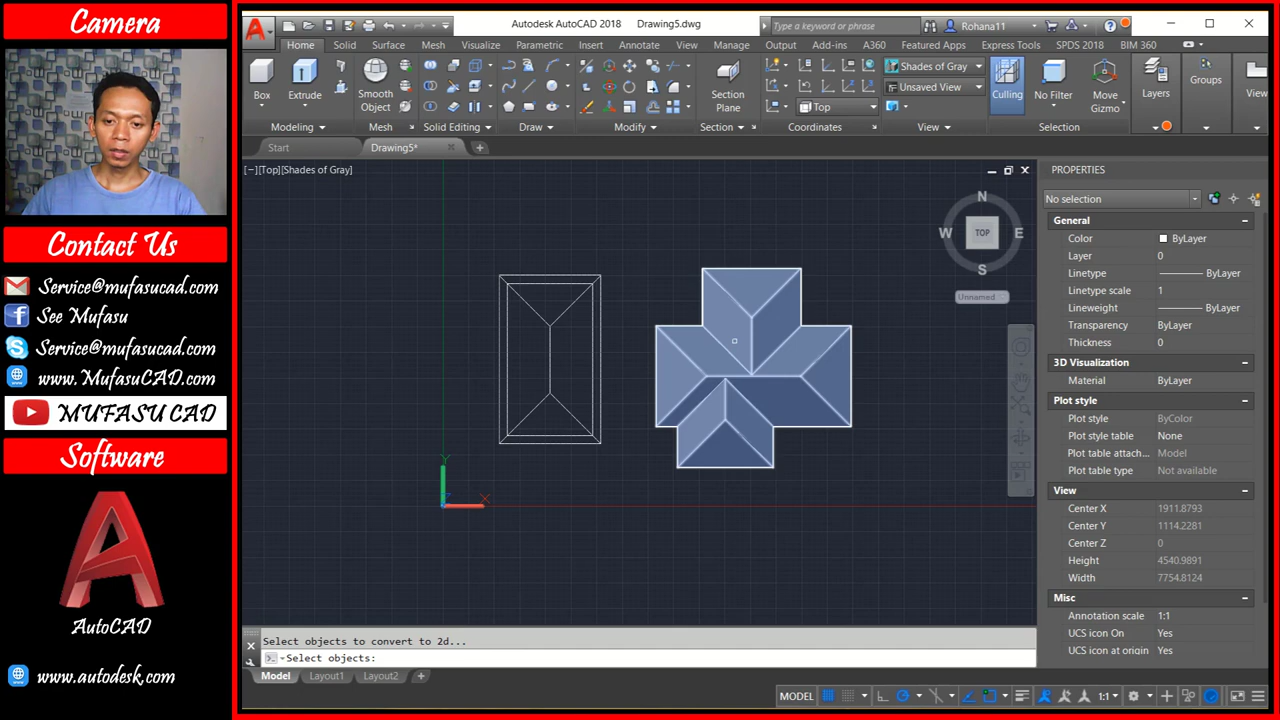 Camera
Contact Us
Service@mufasucad.com
See Mufasu
Service@mufasucad.com
www. MufasuCAD.com
MUFASU CAD
Software
AutoCAD
www.autodesk.com
Autodesk AutoCAD 2018 Drawing5.dwg
Type a keyword or phrase
Rohana11
Home Solid Surface Mesh Visualize Parametric Insert Annotate View Manage Output Add-ins A360 Featured Apps Express Tools SPDS 2018 BIM 360
Box Extrude Smooth Object Section Plane
Shades of Gray
Unsaved View
Top
Culling No Filter Move Gizmo Layers Groups View
Modeling Mesh Solid Editing Draw Modify Section Coordinates View Selection
Start Drawing5*
[−][Top][Shades of Gray]
N
W TOP E
S
Unnamed
Y
X
Z
PROPERTIES
No selection
General
Color ByLayer
Layer 0
Linetype ByLayer
Linetype scale 1
Lineweight ByLayer
Transparency ByLayer
Thickness 0
3D Visualization
Material ByLayer
Plot style
Plot style ByColor
Plot style table None
Plot table attach... Model
Plot table type Not available
View
Center X 1911.8793
Center Y 1114.2281
Center Z 0
Height 4540.9891
Width 7754.8124
Misc
Annotation scale 1:1
UCS icon On Yes
UCS icon at origin Yes
Select objects to convert to 2d...
Select objects:
Model Layout1 Layout2
MODEL 1:1